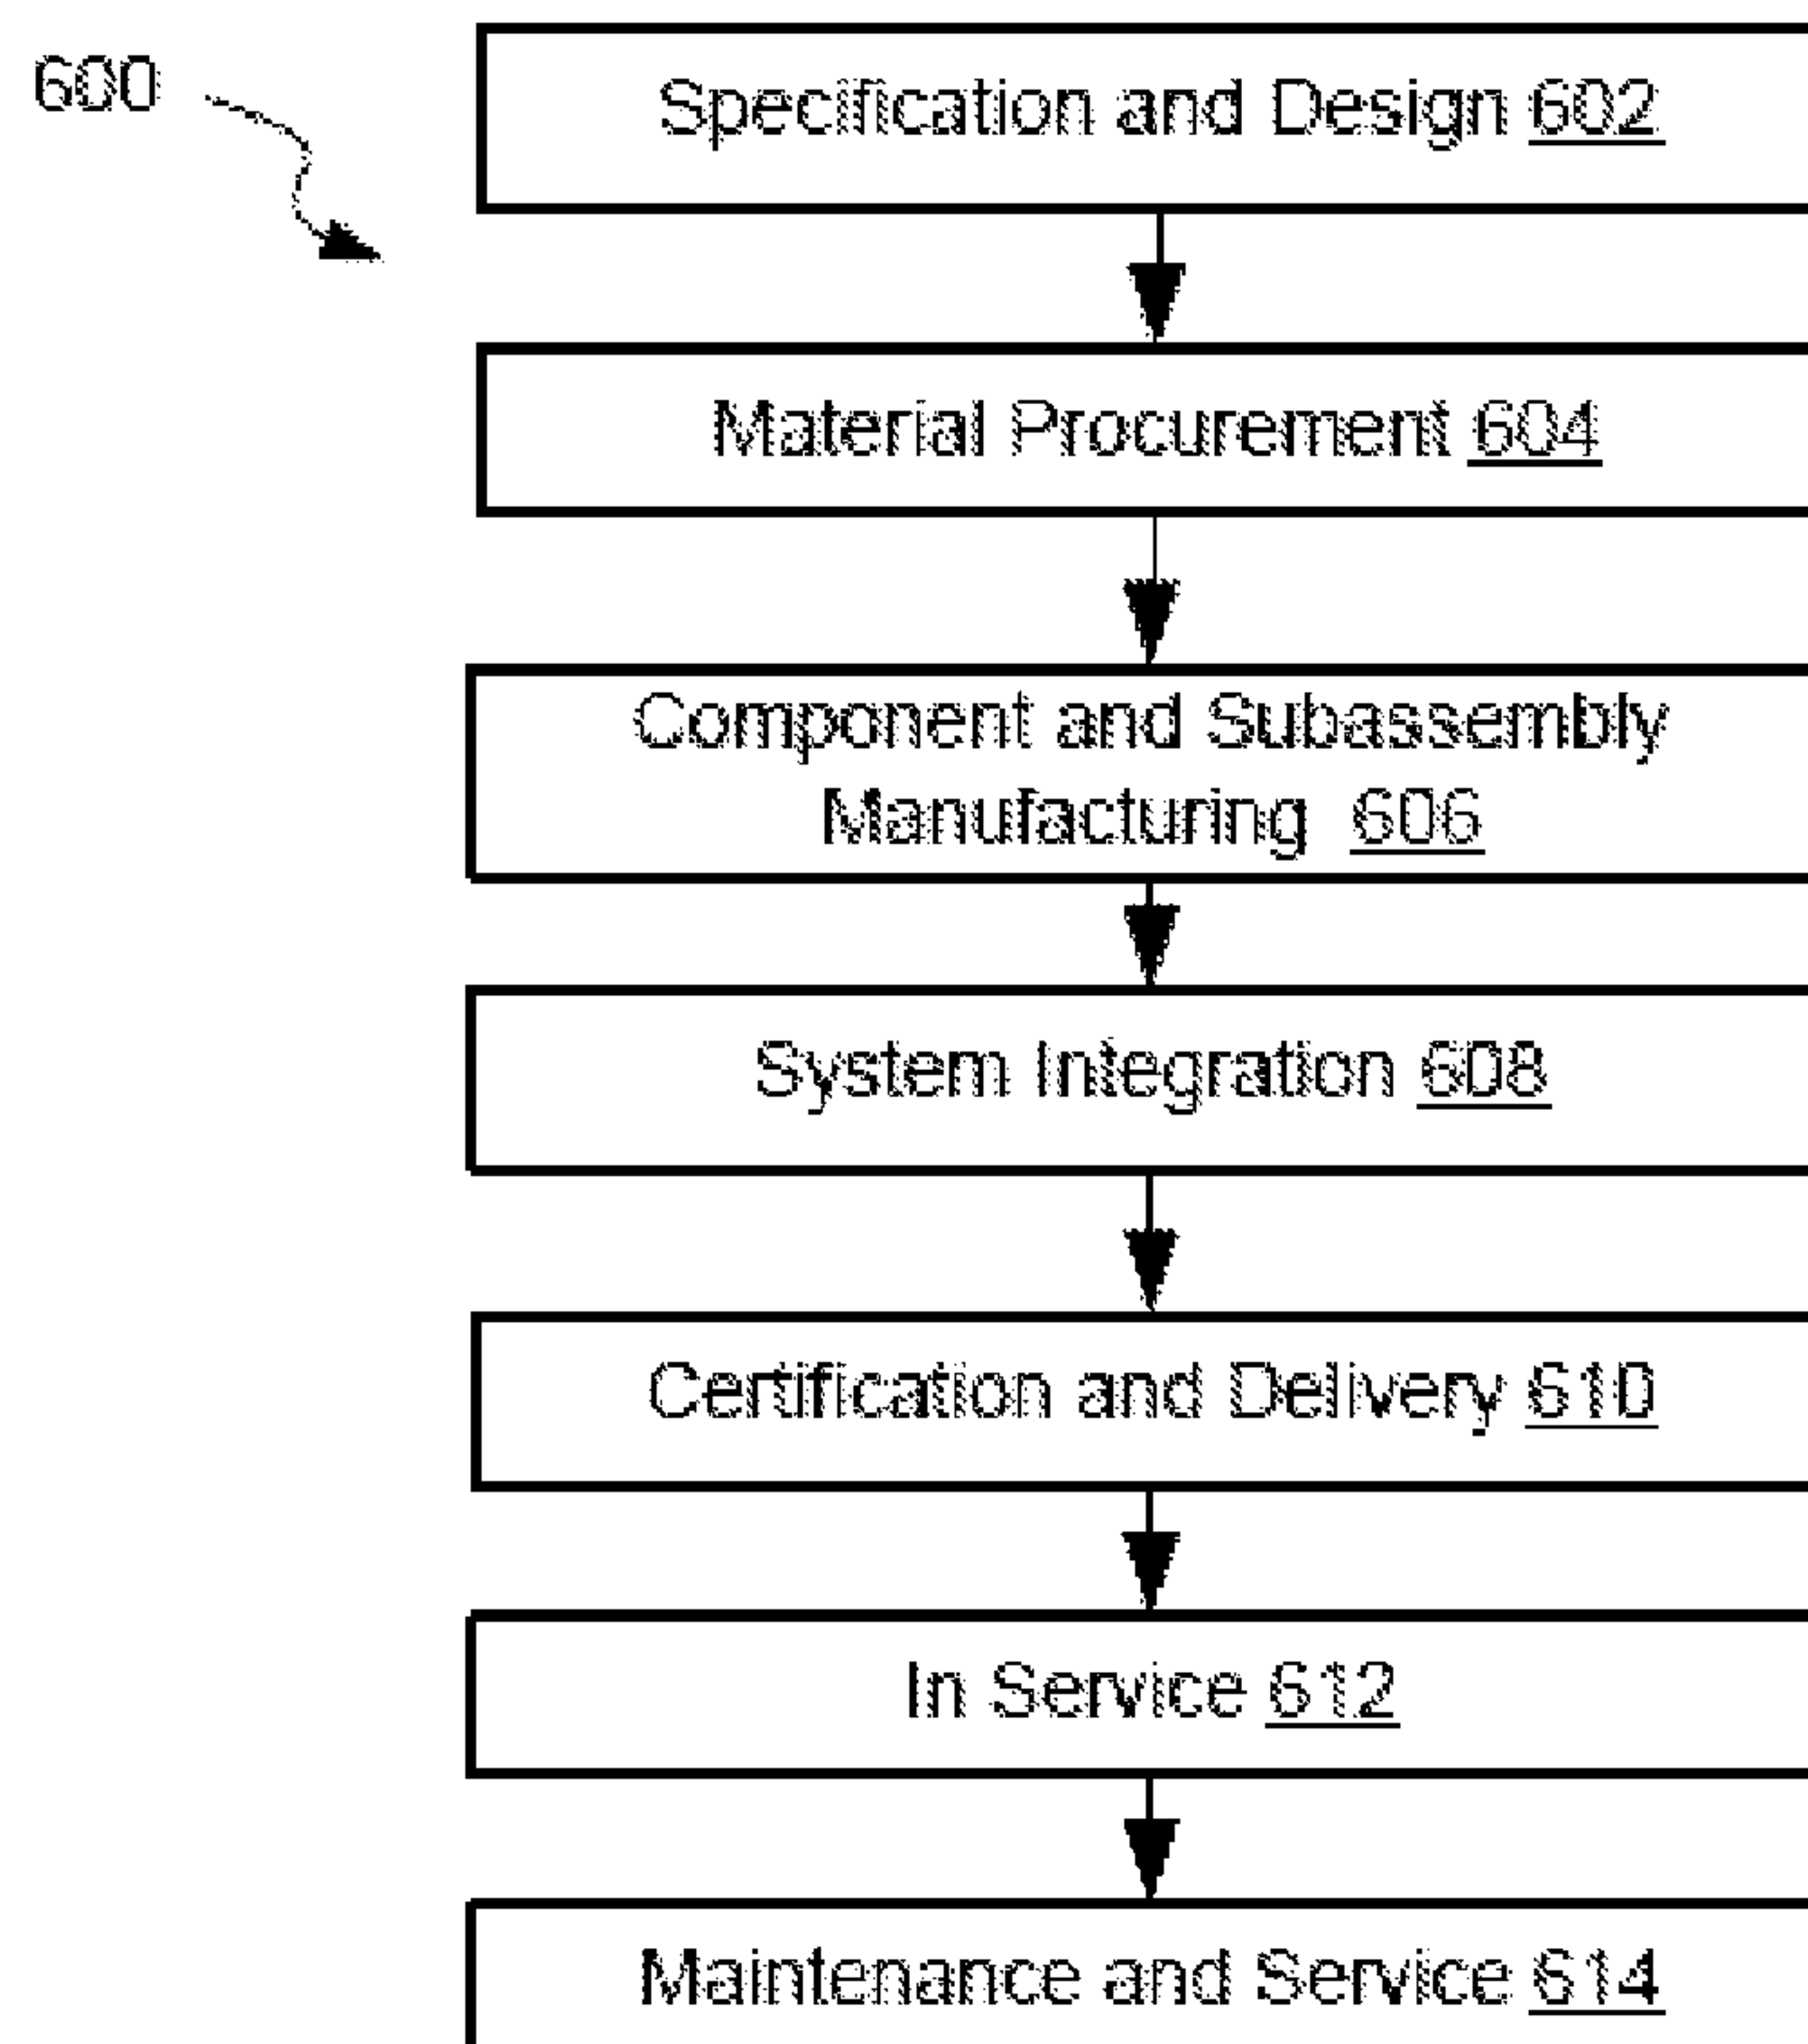 600
Specification and Design 602
Material Procurement 604
Component and Subassembly
Manufacturing 606
System Integration 608
Certification and Delivery 610
In Service 612
Maintenance and Service 614